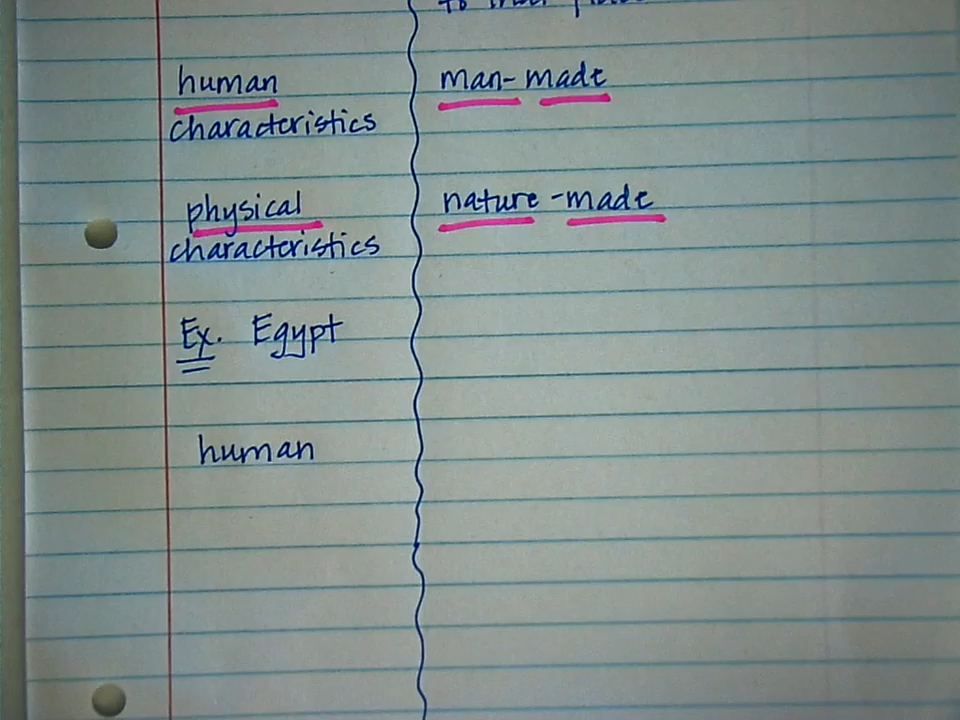 human
characteristics
man-made
physical
characteristics
nature-made
Ex. Egypt
human